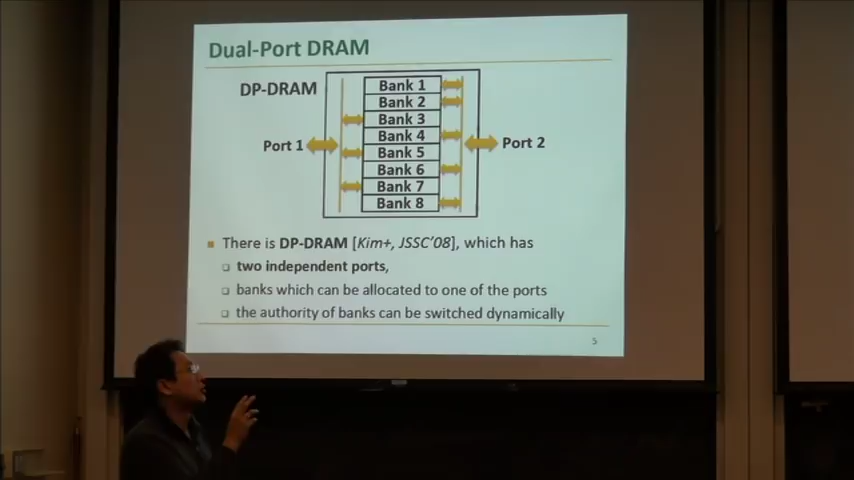 Dual-Port DRAM
DP-DRAM
Bank 1
Bank 2
Bank 3
Bank 4
Bank 5
Bank 6
Bank 7
Bank 8
Port 1
Port 2
There is DP-DRAM [Kim+, JSSC'08], which has
two independent ports,
banks which can be allocated to one of the ports
the authority of banks can be switched dynamically
5